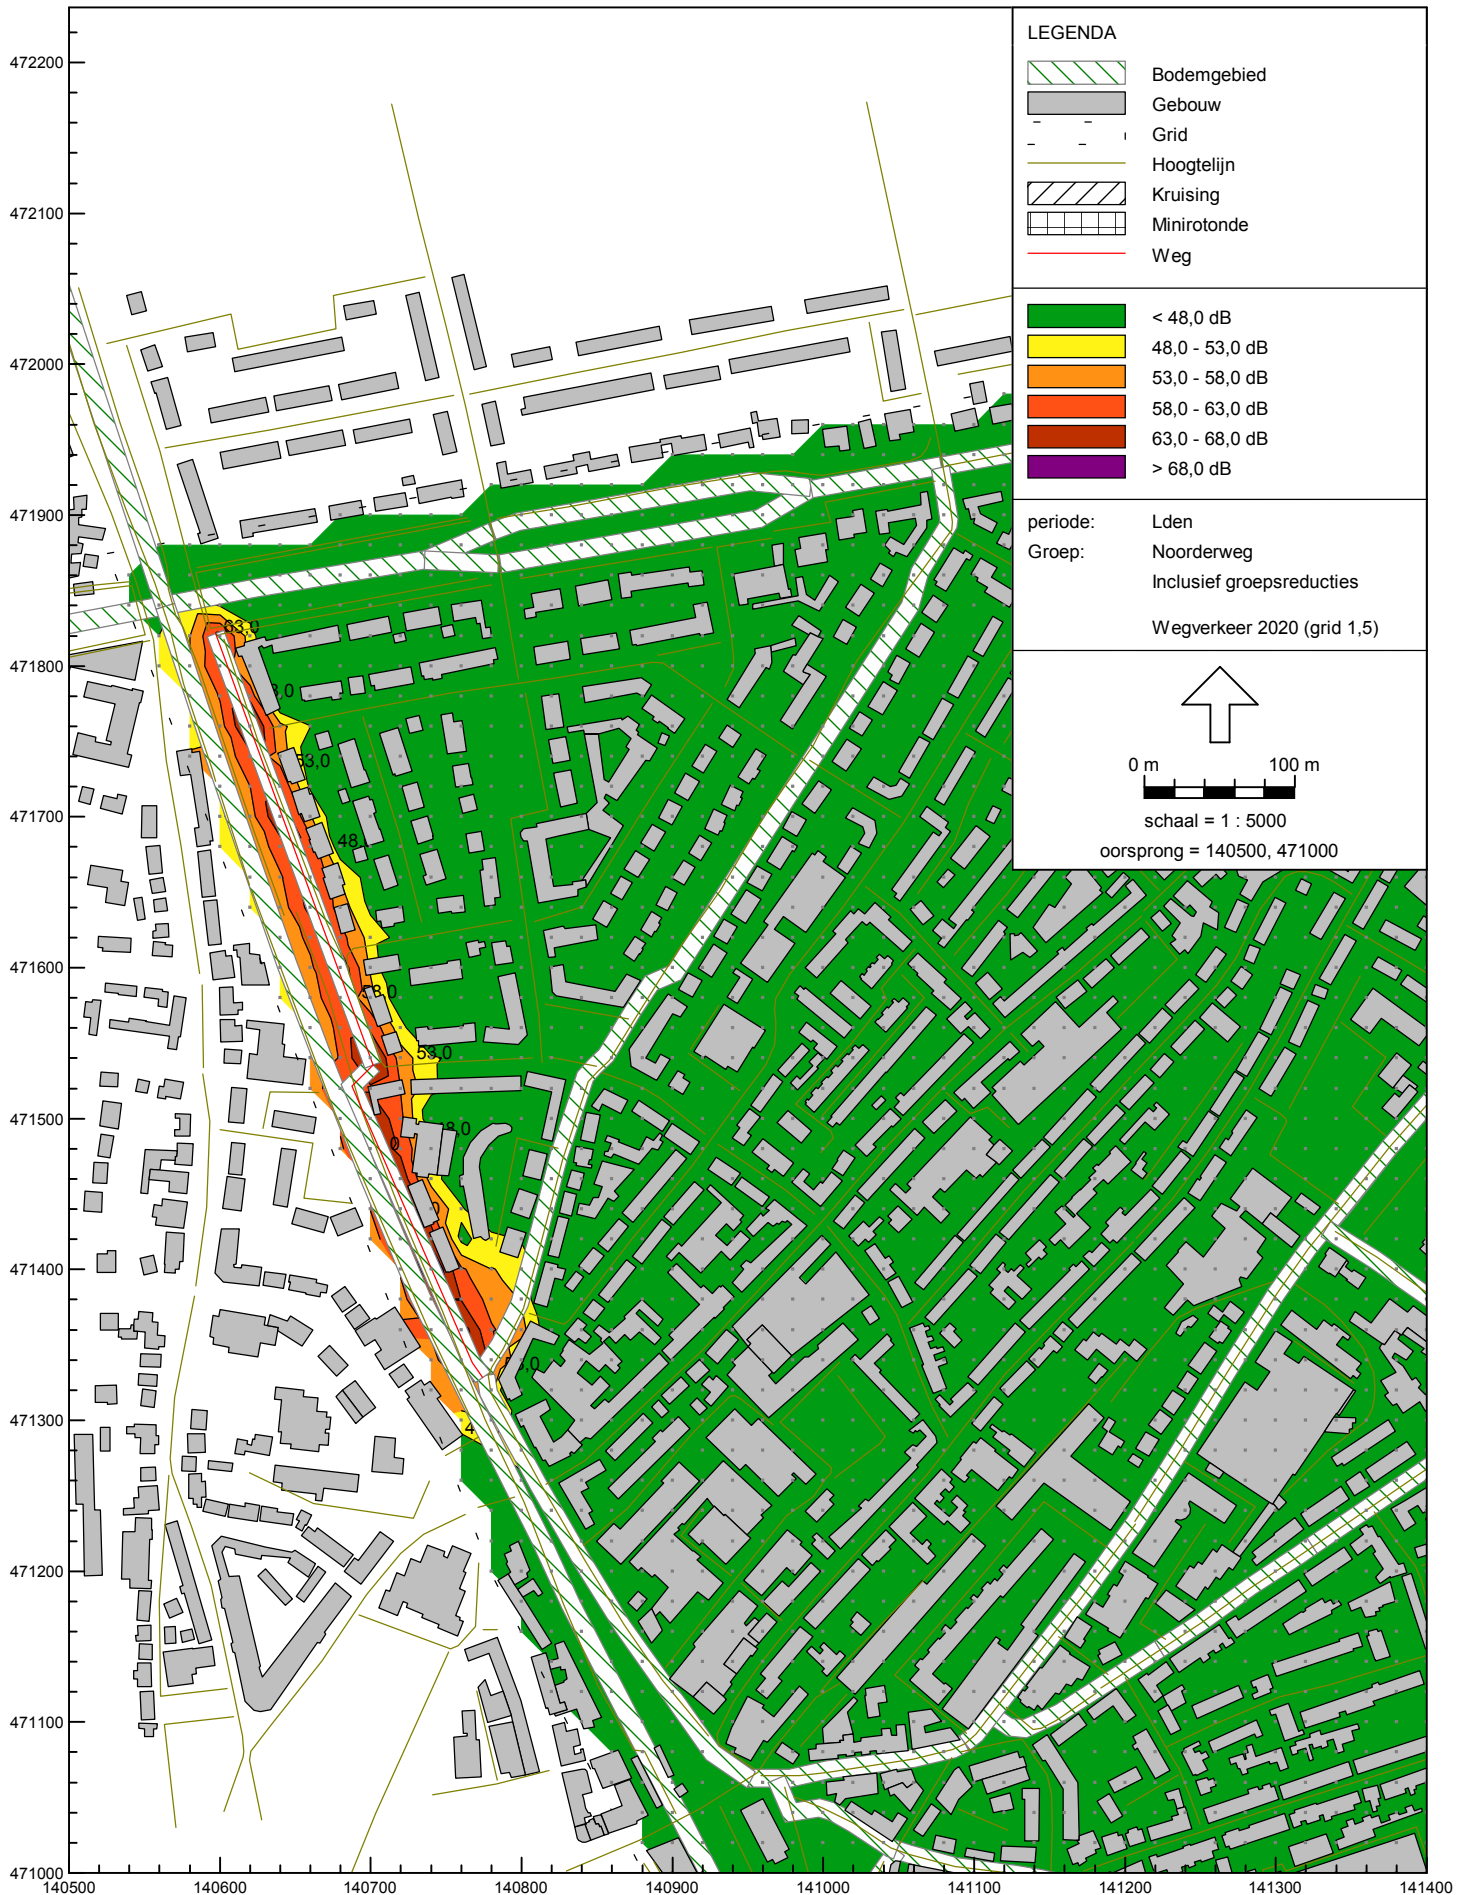 LEGENDA
Bodemgebied
Gebouw
Grid
Hoogtelijn
Kruising
Minirotonde
Weg
< 48,0 dB
48,0 - 53,0 dB
53,0 - 58,0 dB
58,0 - 63,0 dB
63,0 - 68,0 dB
> 68,0 dB
periode: Lden
Groep: Noorderweg
Inclusief groepsreducties
Wegverkeer 2020 (grid 1,5)
0 m 100 m
schaal = 1 : 5000
oorsprong = 140500, 471000
472200
472100
472000
471900
471800
471700
471600
471500
471400
471300
471200
471100
471000
63,0
53,0
48
58,0
53,0
140500 140600 140700 140800 140900 141000 141100 141200 141300 141400